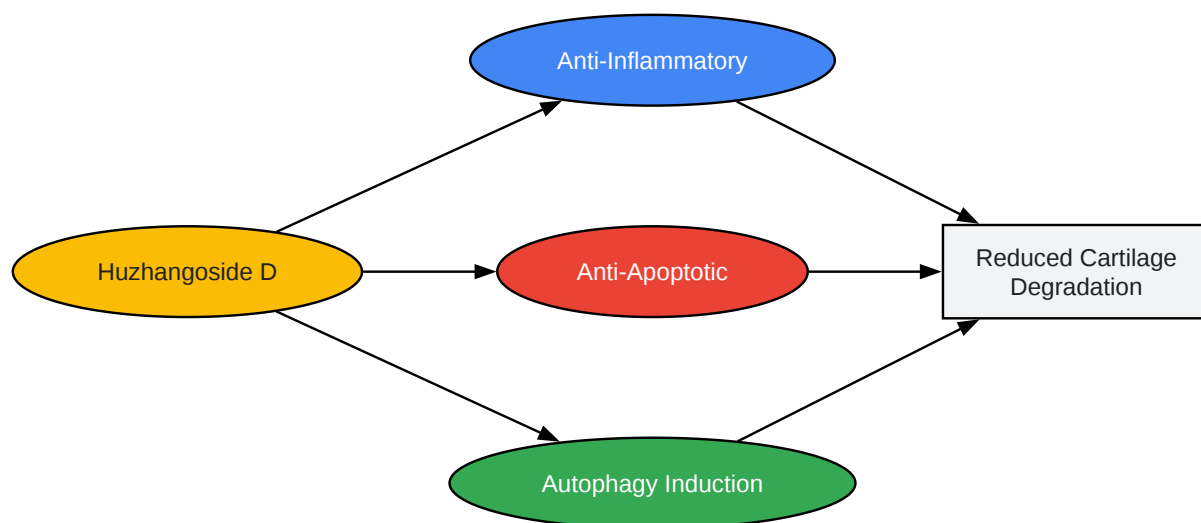 Anti-Inflammatory
Huzhangoside D
Anti-Apoptotic
Reduced Cartilage
Degradation
Autophagy Induction